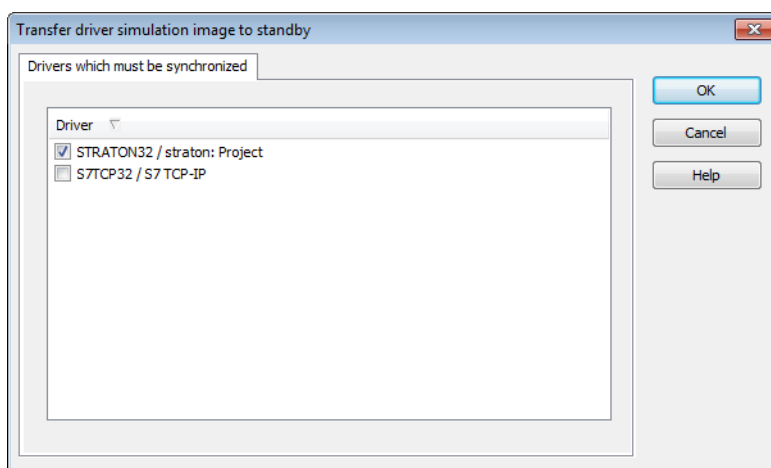 Transfer driver simulation image to standby
Drivers which must be synchronized
OK
Driver
Cancel
STRATON32 / straton: Project
S7TCP32 / S7 TCP-IP
Help